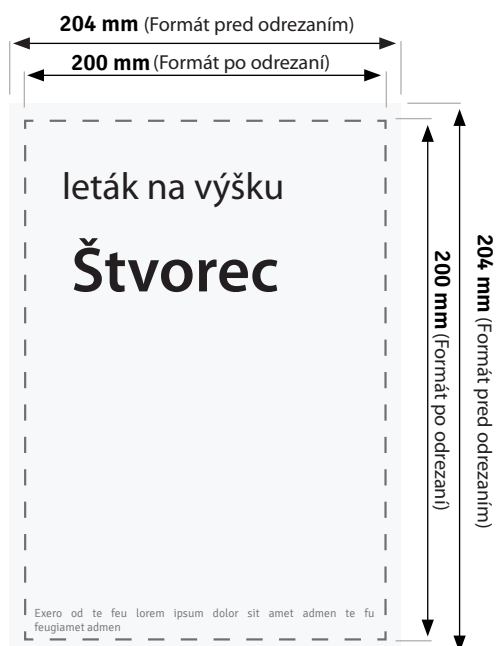 204 mm (Formát pred odrezaním)
200 mm (Formát po odrezaní)
leták na výšku
Štvorec
200 mm (Formát po odrezaní)
204 mm (Formát pred odrezaním)
Exero od te feu lorem ipsum dolor sit amet admen te fu
feugiamet admen